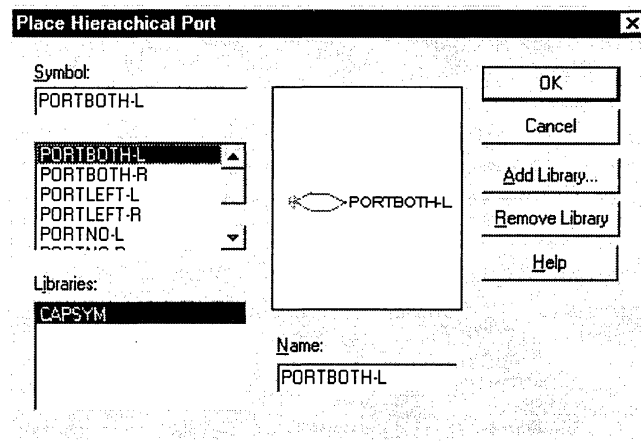 Place Hierarchical Port
Symbol:
PORTBOTH-L
PORTBOTH-L
PORTBOTH-R
PORTLEFT-L
PORTLEFT-R
PORTNO-L
Libraries:
CAPSYM
PORTBOTH-L
Name:
PORTBOTH-L
OK
Cancel
Add Library...
Remove Library
Help